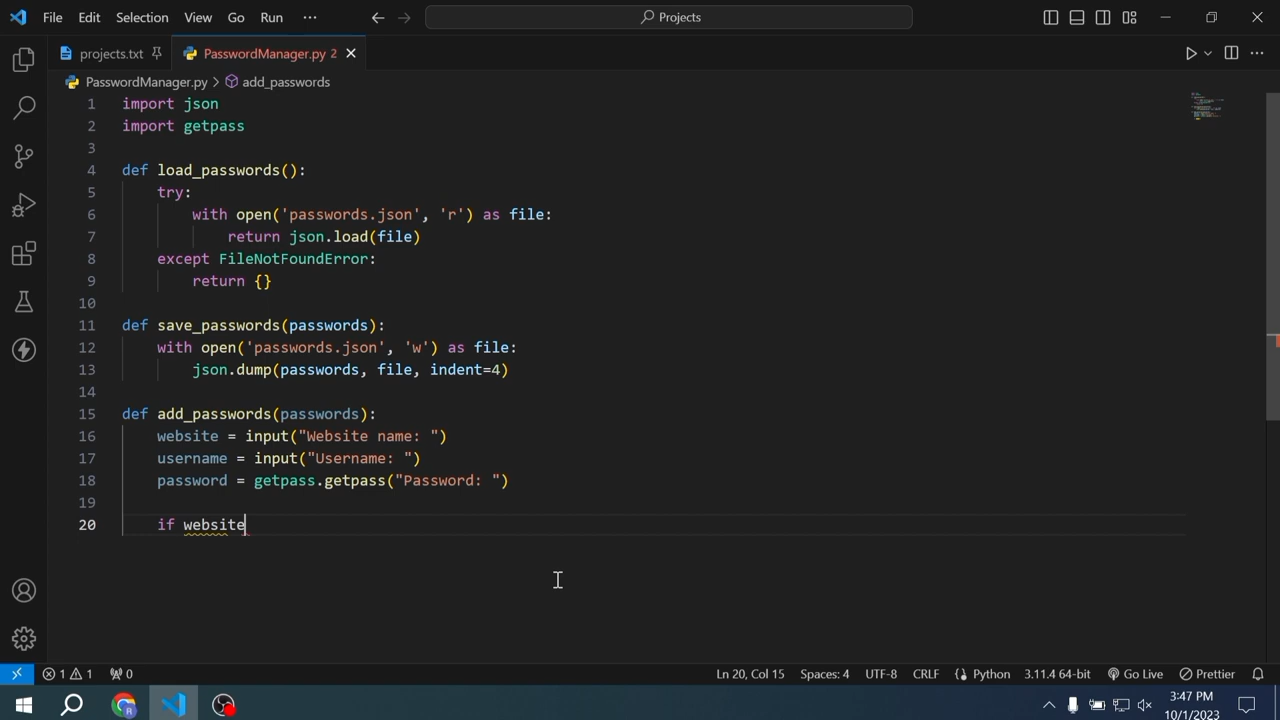 File Edit Selection View Go Run ··· Projects
projects.txt PasswordManager.py 2
PasswordManager.py > add_passwords
1 import json
2 import getpass
3
4 def load_passwords():
5 try:
6 with open('passwords.json', 'r') as file:
7 return json.load(file)
8 except FileNotFoundError:
9 return {}
10
11 def save_passwords(passwords):
12 with open('passwords.json', 'w') as file:
13 json.dump(passwords, file, indent=4)
14
15 def add_passwords(passwords):
16 website = input("Website name: ")
17 username = input("Username: ")
18 password = getpass.getpass("Password: ")
19
20 if website
1 1 0 Ln 20, Col 15 Spaces: 4 UTF-8 CRLF Python 3.11.4 64-bit Go Live Prettier
3:47 PM
10/1/2023